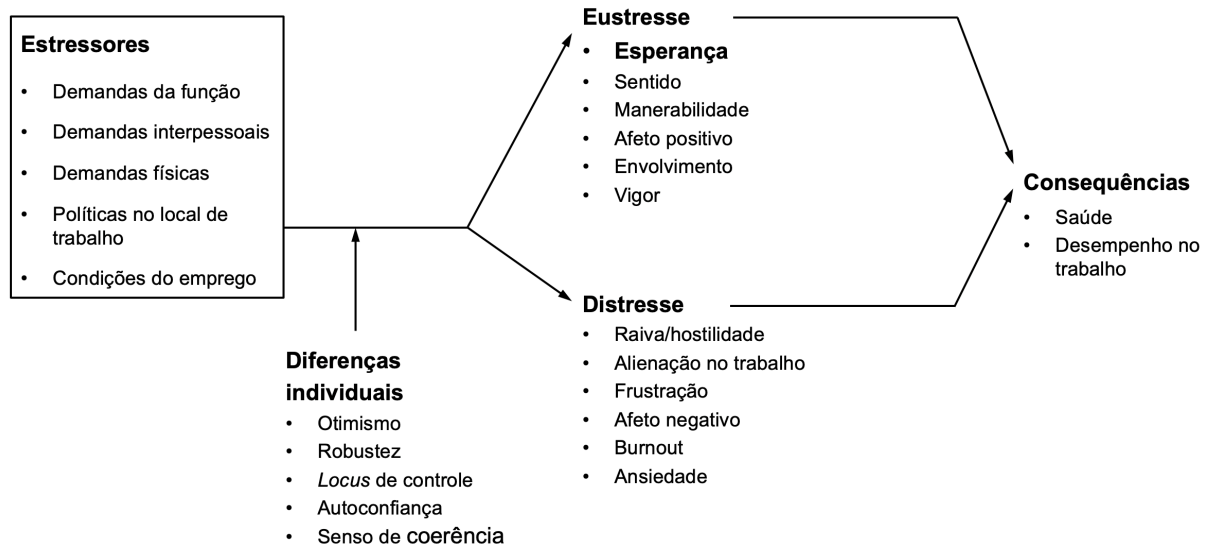 Estressores
• Demandas da função
• Demandas interpessoais
• Demandas físicas
• Políticas no local de
trabalho
• Condições do emprego
Diferenças
individuais
• Otimismo
• Robustez
• Locus de controle
• Autoconfiança
• Senso de coerência
Eustresse
• Esperança
• Sentido
• Manerabilidade
• Afeto positivo
• Envolvimento
• Vigor
Distresse
• Raiva/hostilidade
• Alienação no trabalho
• Frustração
• Afeto negativo
• Burnout
• Ansiedade
Consequências
• Saúde
• Desempenho no
trabalho